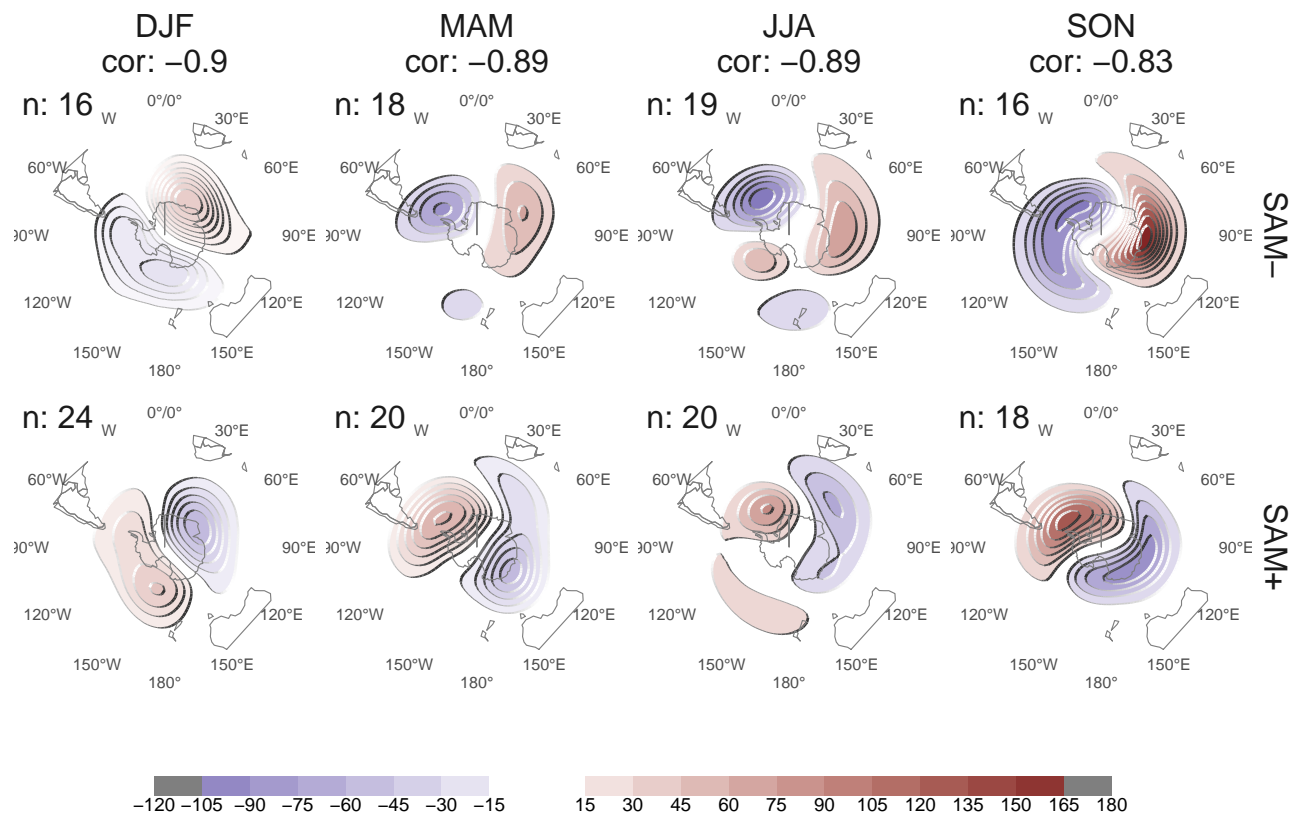 DJF MAM JJA SON
cor: −0.9 cor: −0.89 cor: −0.89 cor: −0.83
n: 16 W 0°/0° 30°E n: 18 W 0°/0° 30°E n: 19 W 0°/0° 30°E n: 16 W 0°/0° 30°E
60°W 60°E 60°W 60°E 60°W 60°E 60°W 60°E
90°W 90°E 90°W 90°E 90°W 90°E 90°W 90°E
SAM−
120°W 120°E 120°W 120°E 120°W 120°E 120°W 120°E
150°W 150°E 150°W 150°E 150°W 150°E 150°W 150°E
180° 180° 180° 180°
n: 24 W 0°/0° 30°E n: 20 W 0°/0° 30°E n: 20 W 0°/0° 30°E n: 18 W 0°/0° 30°E
60°W 60°E 60°W 60°E 60°W 60°E 60°W 60°E
90°W 90°E 90°W 90°E 90°W 90°E 90°W 90°E
SAM+
120°W 120°E 120°W 120°E 120°W 120°E 120°W 120°E
150°W 150°E 150°W 150°E 150°W 150°E 150°W 150°E
180° 180° 180° 180°
−120 −105 −90 −75 −60 −45 −30 −15 15 30 45 60 75 90 105 120 135 150 165 180